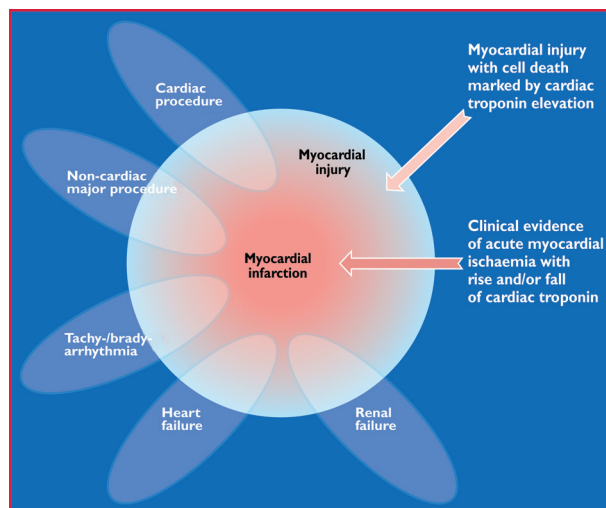 Cardiac
procedure
Non-cardiac
major procedure
Tachy-/brady-
arrhythmia
Heart
failure
Renal
failure
Myocardial
injury
Myocardial
infarction
Myocardial injury
with cell death
marked by cardiac
troponin elevation
Clinical evidence
of acute myocardial
ischaemia with
rise and/or fall
of cardiac troponin